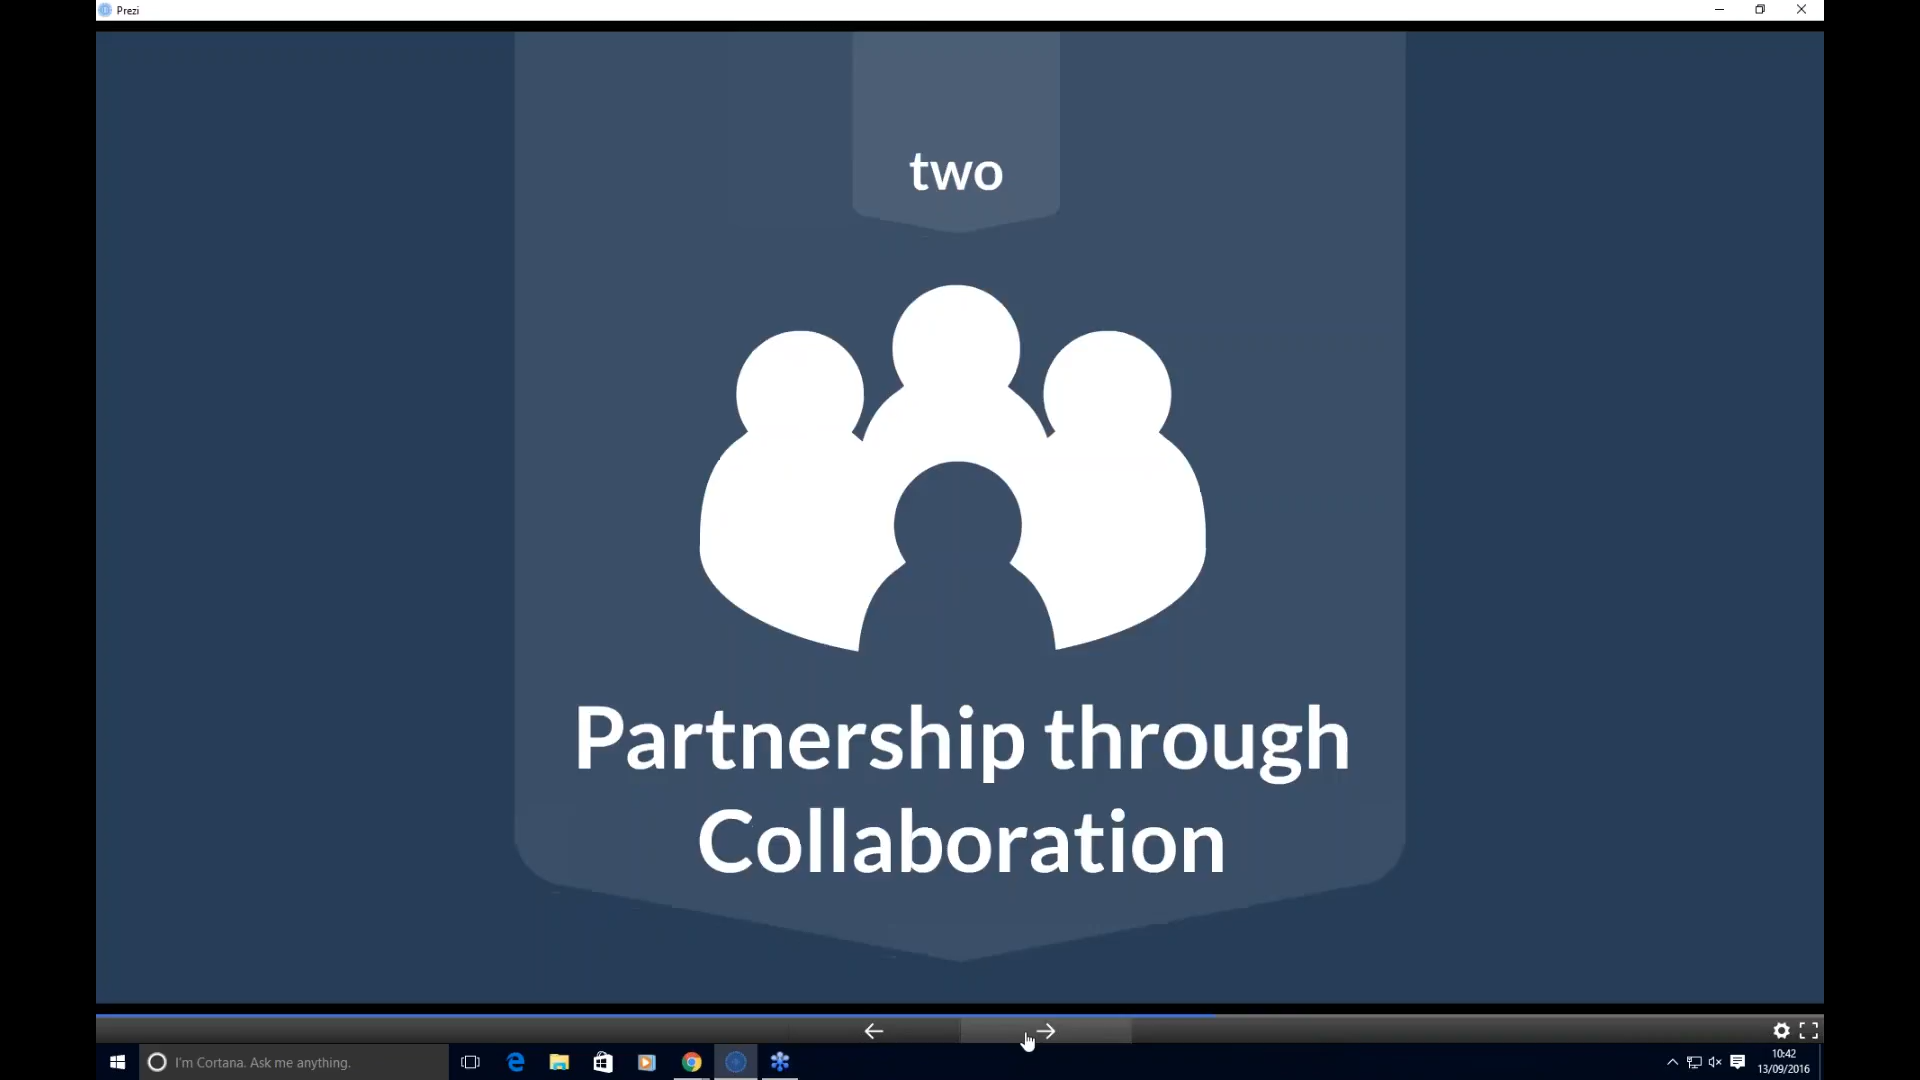 Prezi
two
Partnership through
Collaboration
I'm Cortana. Ask me anything.
10:42
13/09/2016